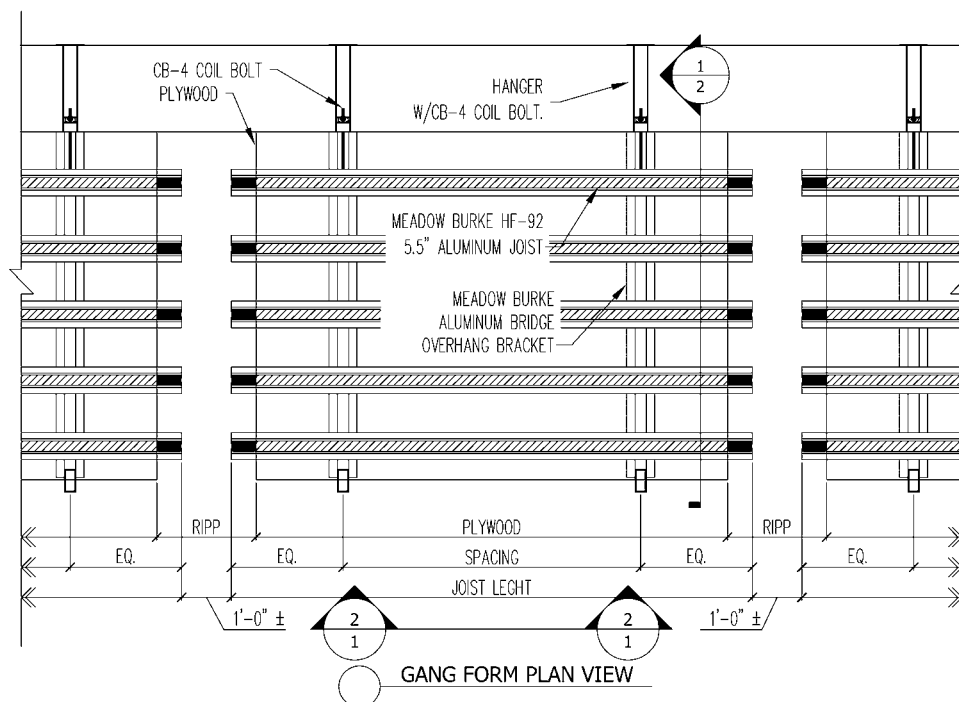 CB-4 COIL BOLT
PLYWOOD
HANGER
W/CB-4 COIL BOLT.
1
2
MEADOW BURKE HF-92
5.5" ALUMINUM JOIST
MEADOW BURKE
ALUMINUM BRIDGE
OVERHANG BRACKET
RIPP
PLYWOOD
RIPP
EQ.
SPACING
EQ.
EQ.
JOIST LEGHT
1'-0" ±
1'-0" ±
2
1
2
1
GANG FORM PLAN VIEW